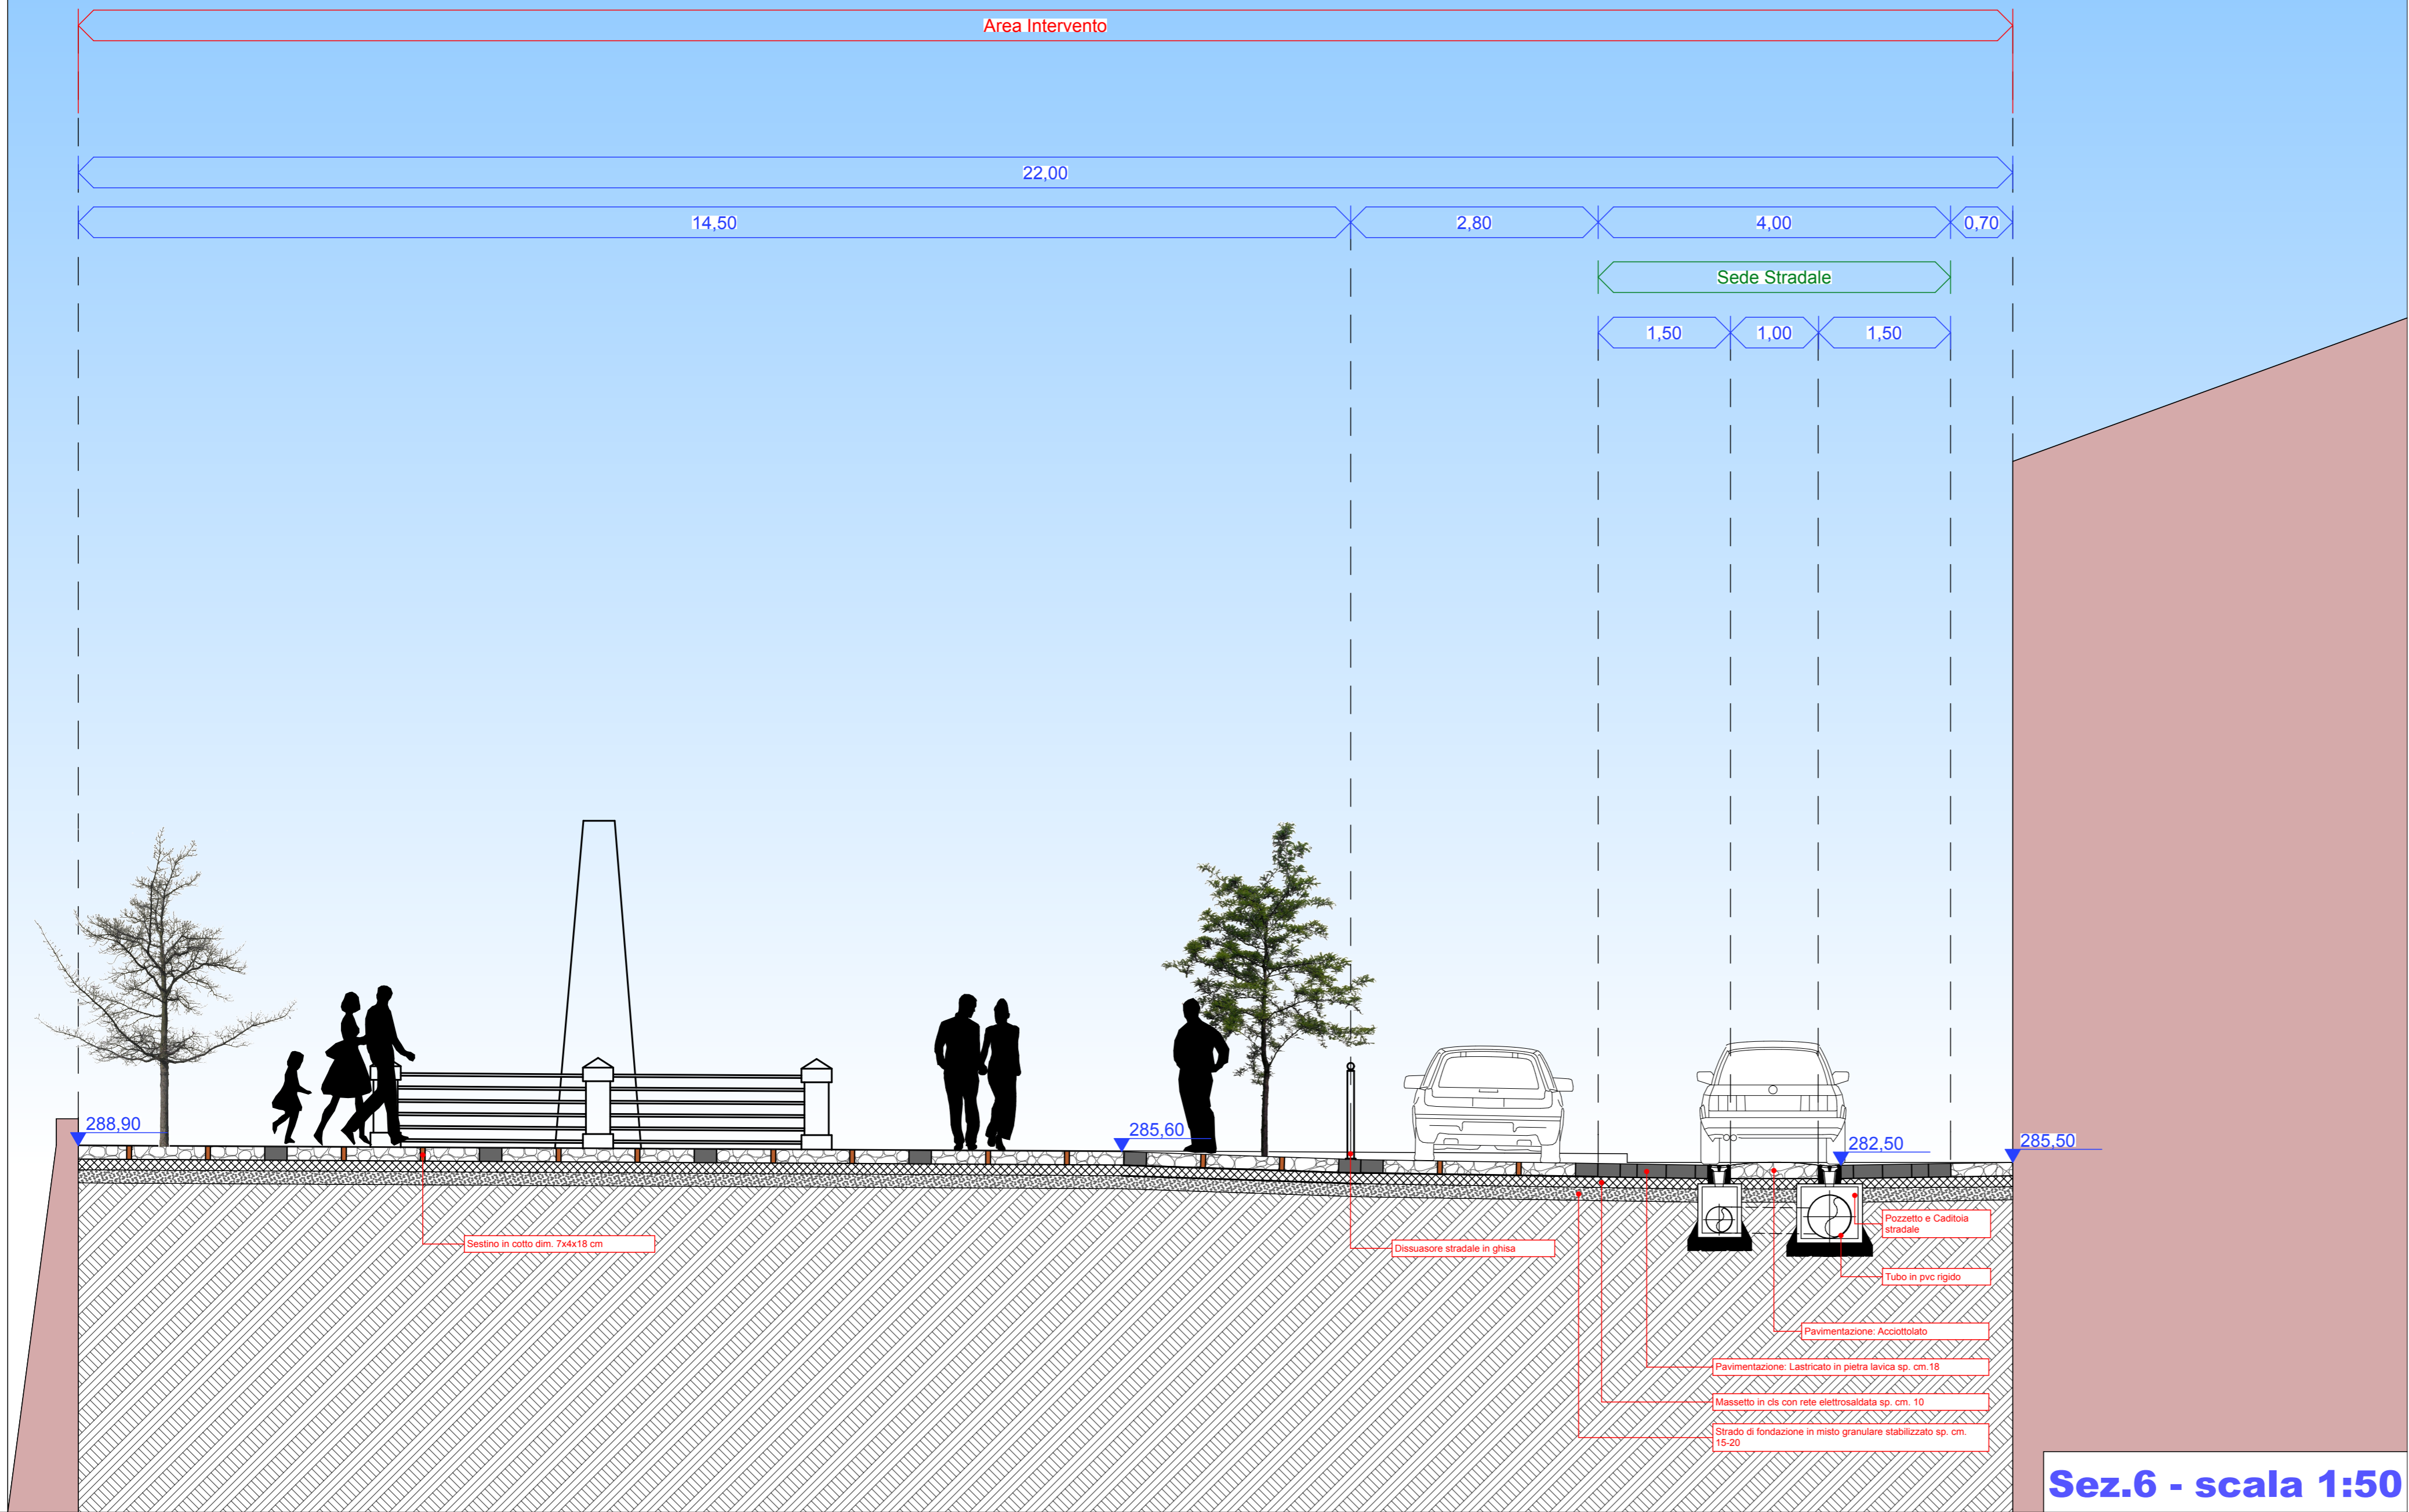 Area Intervento
22,00
14,50
2,80
4,00
0,70
Sede Stradale
1,50
1,00
1,50
288,90
285,60
282,50
285,50
Sestino in cotto dim. 7x4x18 cm
Dissuasore stradale in ghisa
Pozzetto e Caditoia
stradale
Tubo in pvc rigido
Pavimentazione: Acciottolato
Pavimentazione: Lastricato in pietra lavica sp. cm.18
Massetto in cls con rete elettrosaldata sp. cm. 10
Strado di fondazione in misto granulare stabilizzato sp. cm.
15-20
Sez.6 - scala 1:50